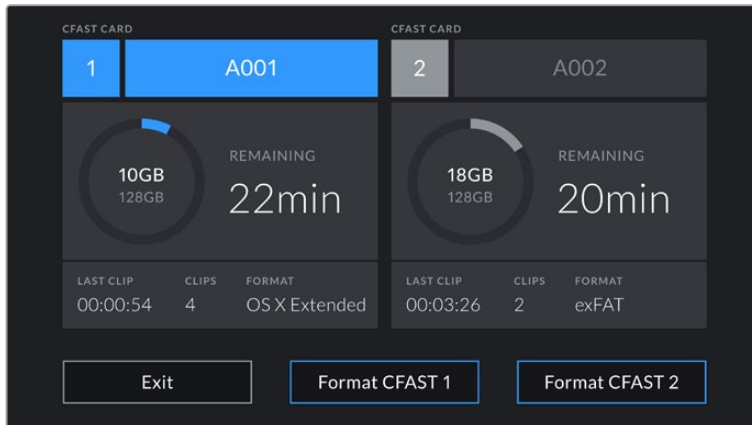 CFAST CARD
1
A001
10GB
128GB
REMAINING
22min
LAST CLIP
CLIPS
FORMAT
00:00:54
4
OS X Extended
CFAST CARD
2
A002
18GB
128GB
REMAINING
20min
LAST CLIP
CLIPS
FORMAT
00:03:26
2
exFAT
Exit
Format CFAST 1
Format CFAST 2